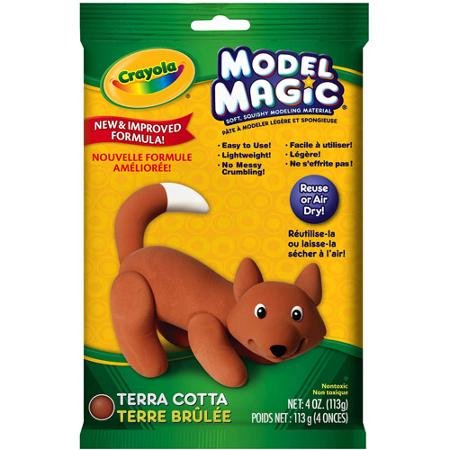 Crayola
MODEL
MAGIC®
SOFT, SQUISHY MODELING MATERIAL
PÂTE À MODELER LÉGÈRE ET SPONGIEUSE
NEW & IMPROVED
FORMULA!
NOUVELLE FORMULE
AMÉLIORÉE!
• Easy to Use!
• Lightweight!
• No Messy
Crumbling!
• Facile à utiliser!
• Légère!
• Ne s'effrite pas!
Reuse
or Air
Dry!
Réutilise-la
ou laisse-la
sécher à l'air!
TERRA COTTA
TERRE BRÛLÉE
Nontoxic
Non toxique
NET: 4 OZ. (113g)
POIDS NET : 113 g (4 ONCES)